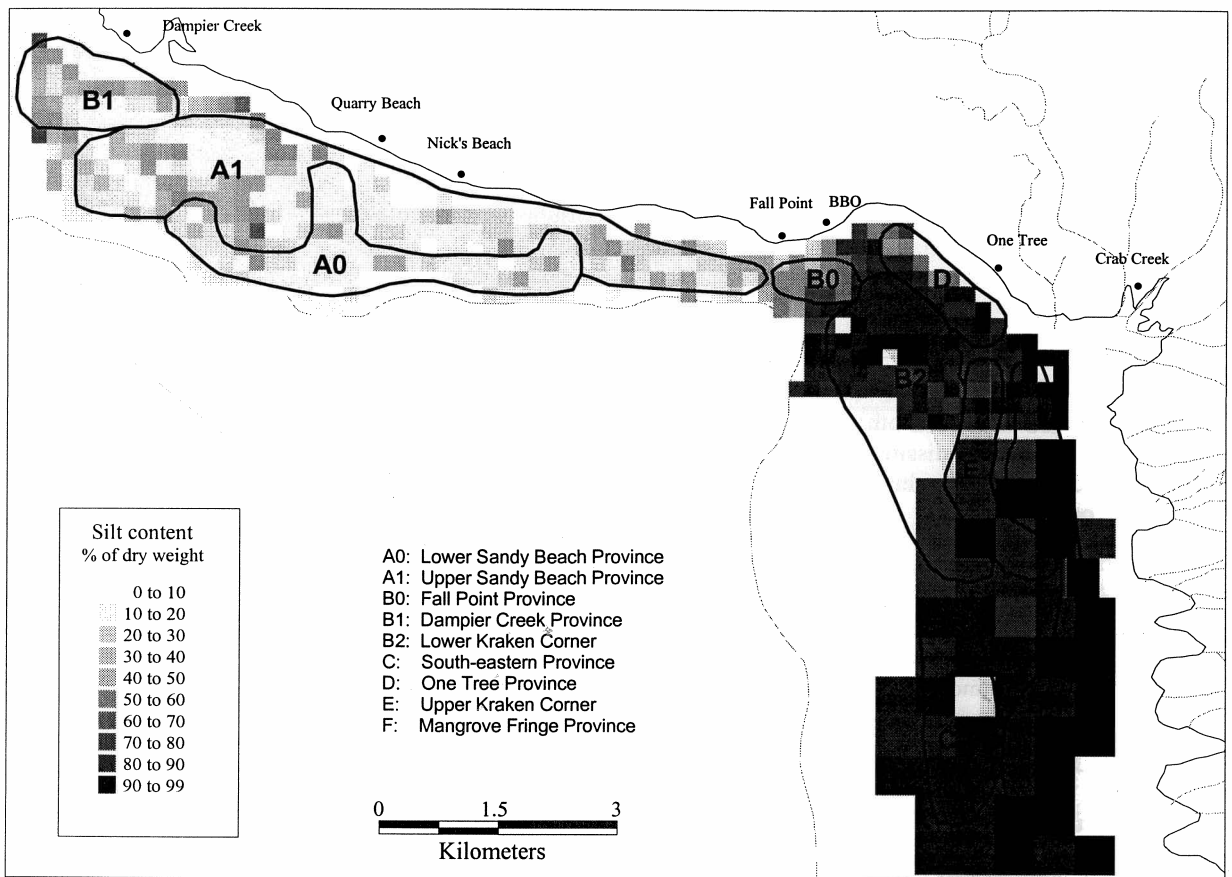 Dampier Creek
B1
Quarry Beach
Nick's Beach
A1
Fall Point
BBO
One Tree
Crab Creek
A0
B0
D
B2
E
C
Silt content
% of dry weight
0 to 10
10 to 20
20 to 30
30 to 40
40 to 50
50 to 60
60 to 70
70 to 80
80 to 90
90 to 99
A0: Lower Sandy Beach Province
A1: Upper Sandy Beach Province
B0: Fall Point Province
B1: Dampier Creek Province
B2: Lower Kraken Corner
C: South-eastern Province
D: One Tree Province
E: Upper Kraken Corner
F: Mangrove Fringe Province
0 1.5 3
Kilometers